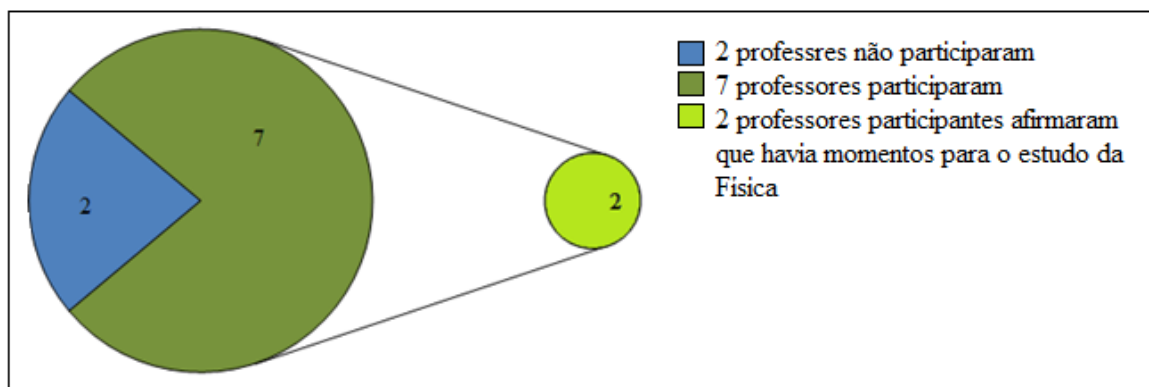 2 professres não participaram
7 professores participaram
2 professores participantes afirmaram
que havia momentos para o estudo da
Física
7
2
2